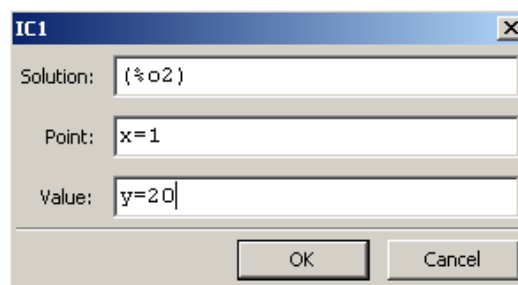 IC1
Solution: (%o2)
Point: x=1
Value: y=20
OK Cancel